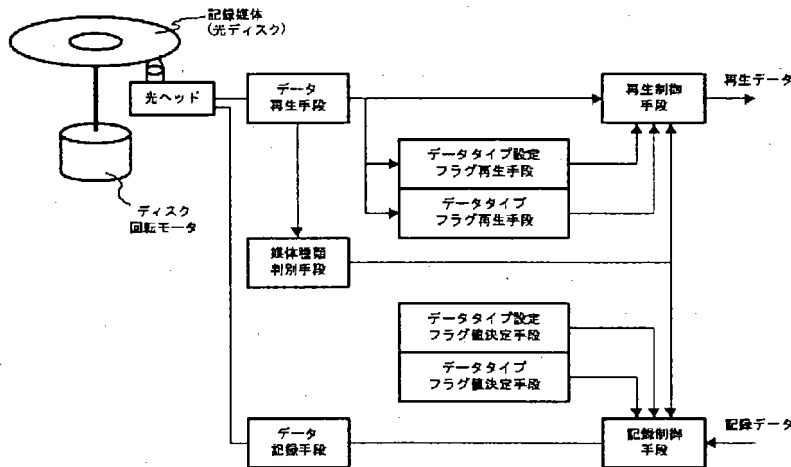 記録媒体
(光ディスク)
光ヘッド
データ
再生手段
再生制御
手段
再生データ
データタイプ設定
フラグ再生手段
データタイプ
フラグ再生手段
ディスク
回転モータ
媒体種類
判別手段
データタイプ設定
フラグ値決定手段
データタイプ
フラグ値決定手段
データ
記録手段
記録制御
手段
記録データ